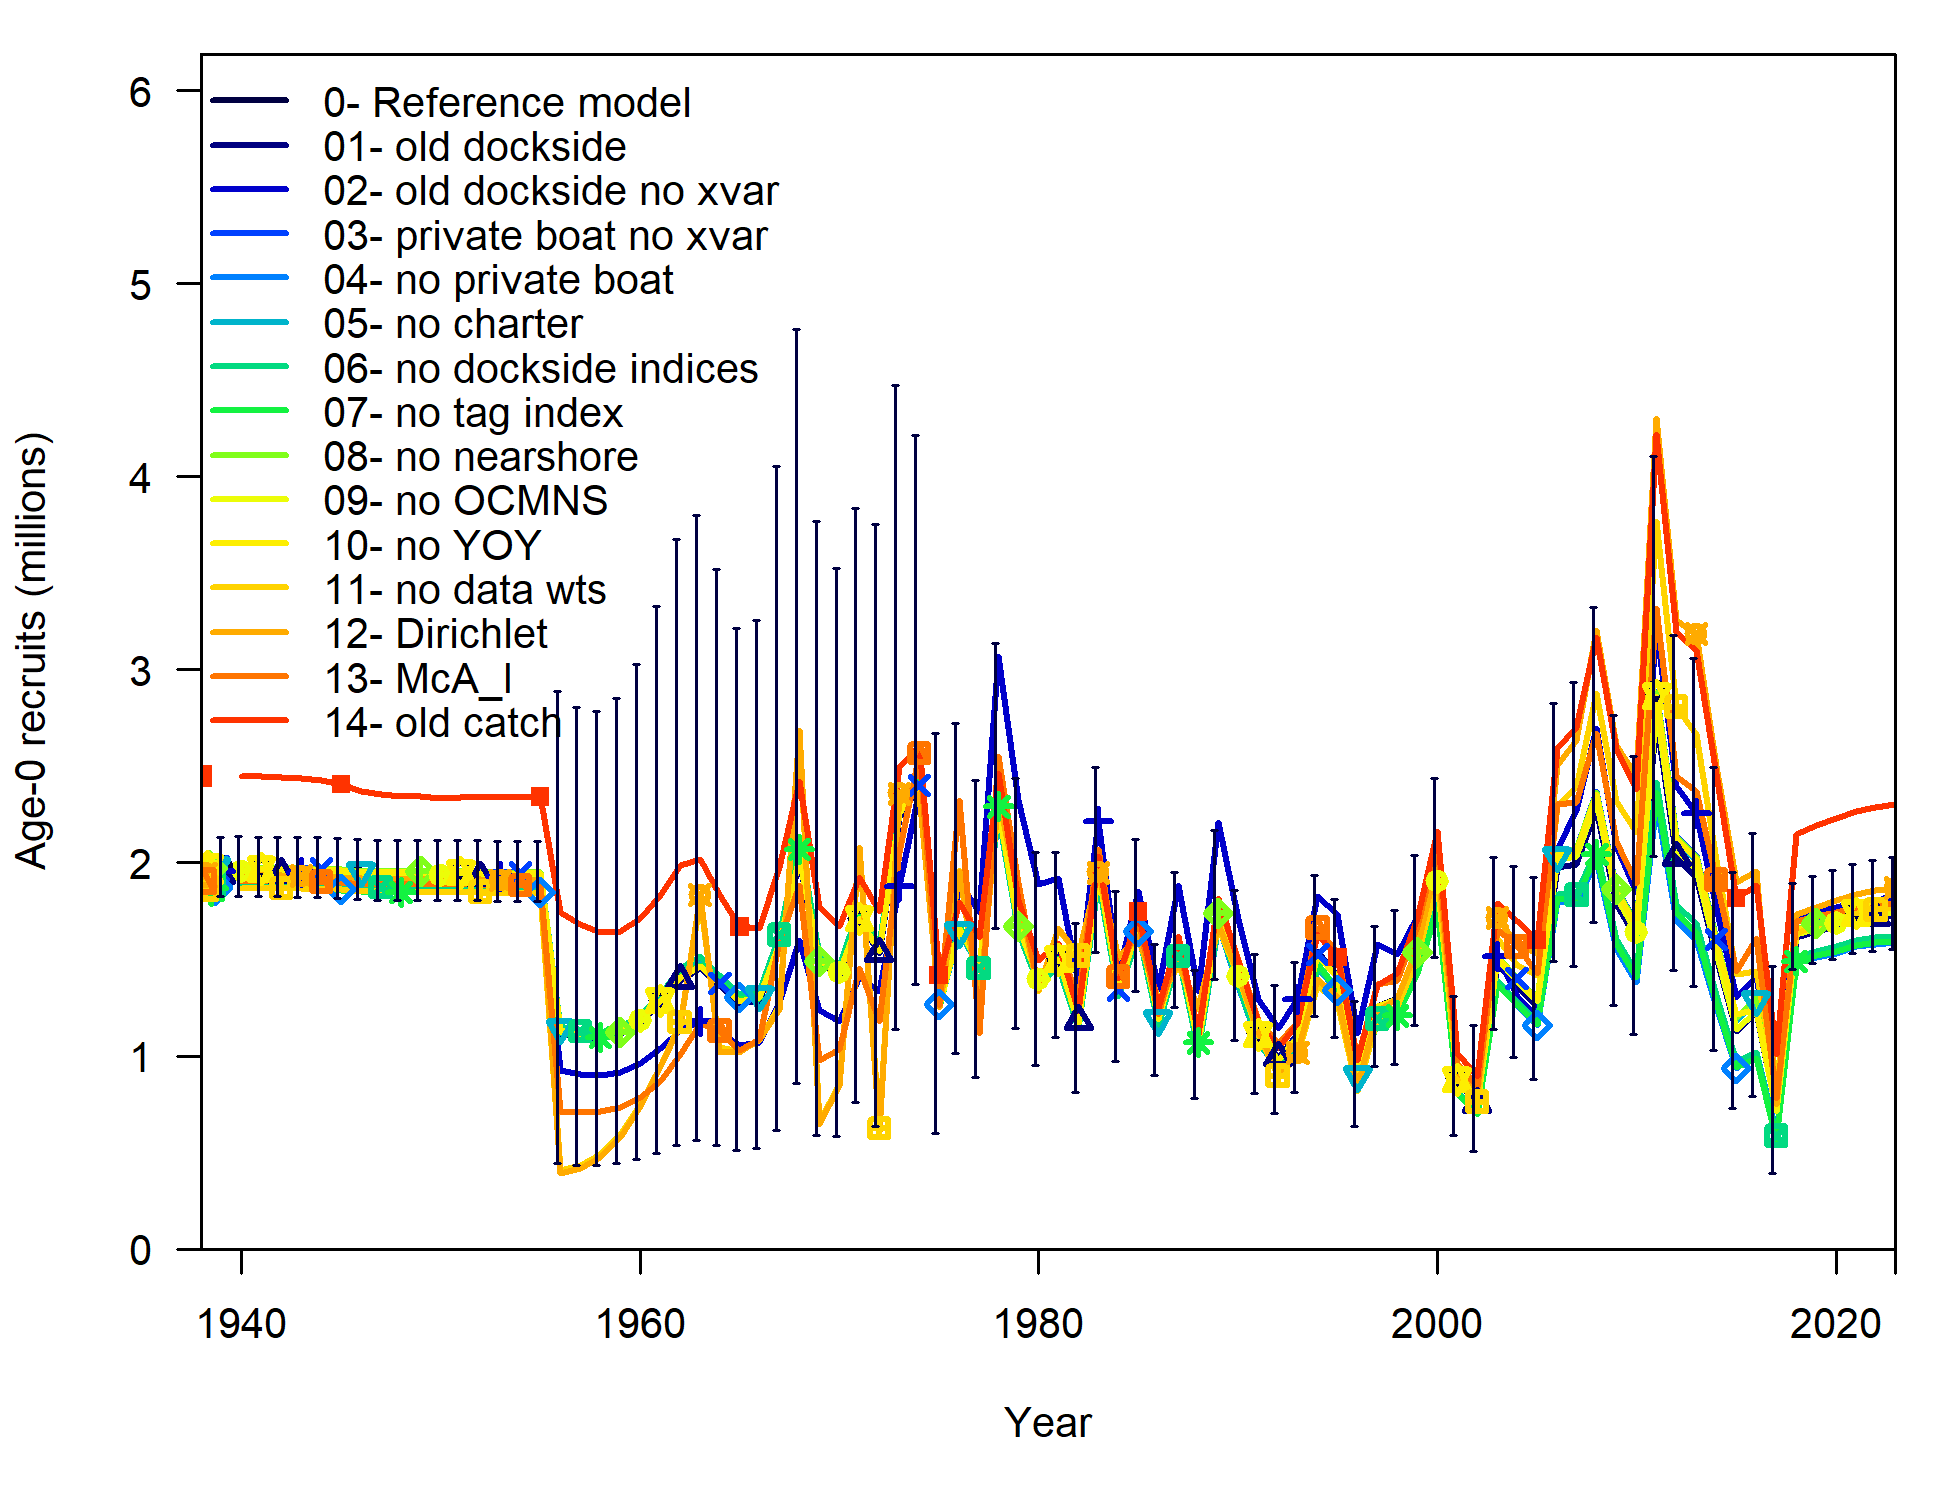 6
5
4
3
2
1
0
Age-0 recruits (millions)
0- Reference model
01- old dockside
02- old dockside no xvar
03- private boat no xvar
04- no private boat
05- no charter
06- no dockside indices
07- no tag index
08- no nearshore
09- no OCMNS
10- no YOY
11- no data wts
12- Dirichlet
13- McA_I
14- old catch
1940 1960 1980 2000 2020
Year